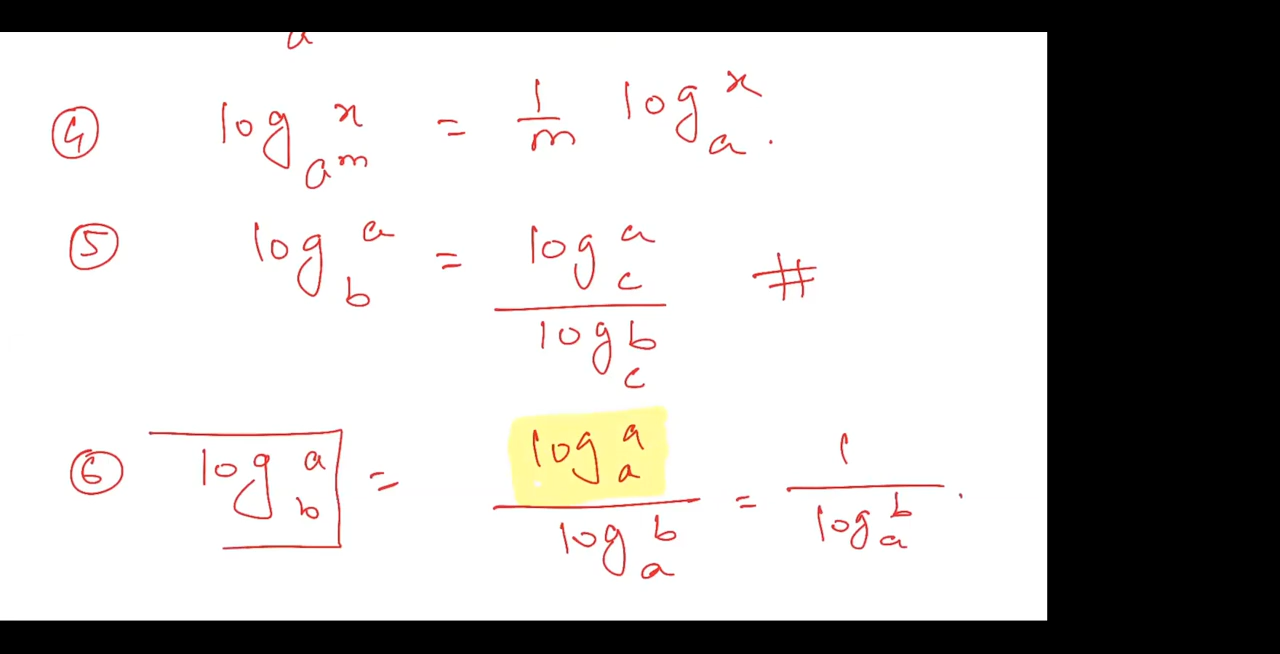 a
④ log_{a^m} x = 1/m log_a x.
⑤ log_b a = log_c a / log_c b #
⑥ log_b a = log_a a / log_a b = 1 / log_a b.